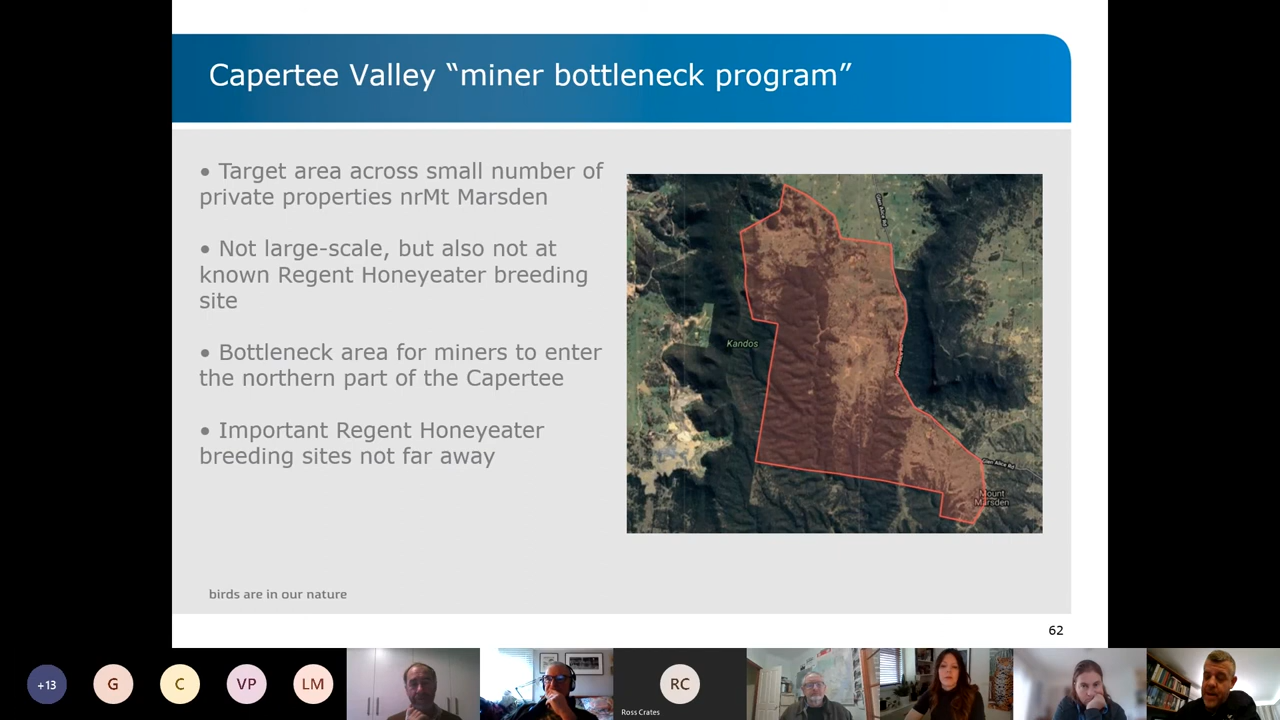 Capertee Valley “miner bottleneck program”
• Target area across small number of
private properties nrMt Marsden
• Not large-scale, but also not at
known Regent Honeyeater breeding
site
• Bottleneck area for miners to enter
the northern part of the Capertee
• Important Regent Honeyeater
breeding sites not far away
Kandos
Glen Alice Rd
Mount
Marsden
birds are in our nature
62
+13
G
C
VP
LM
RC
Ross Crates